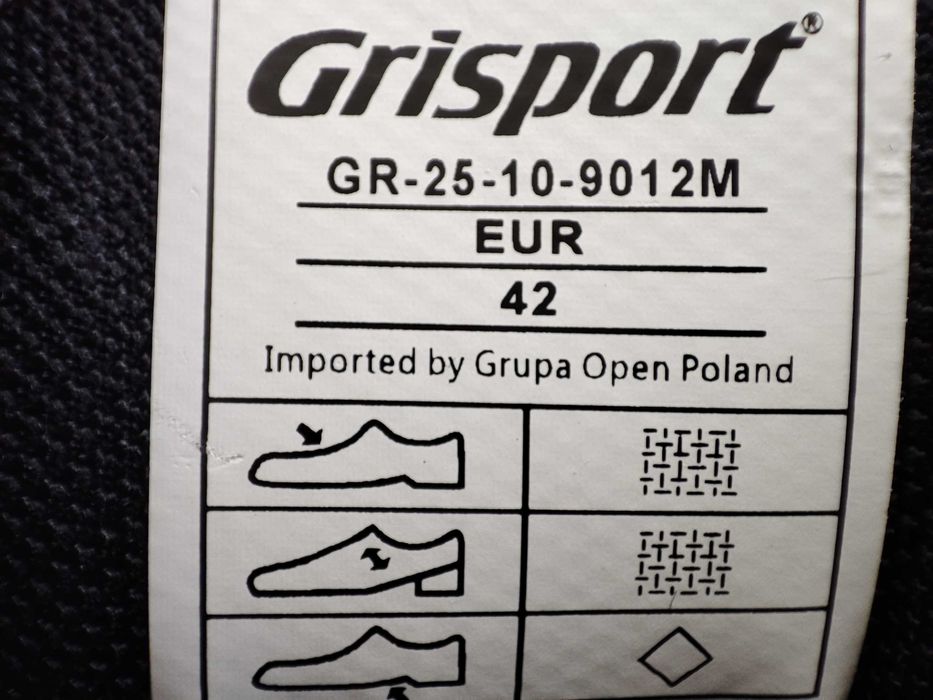 Grisport®
GR-25-10-9012M
EUR
42
Imported by Grupa Open Poland